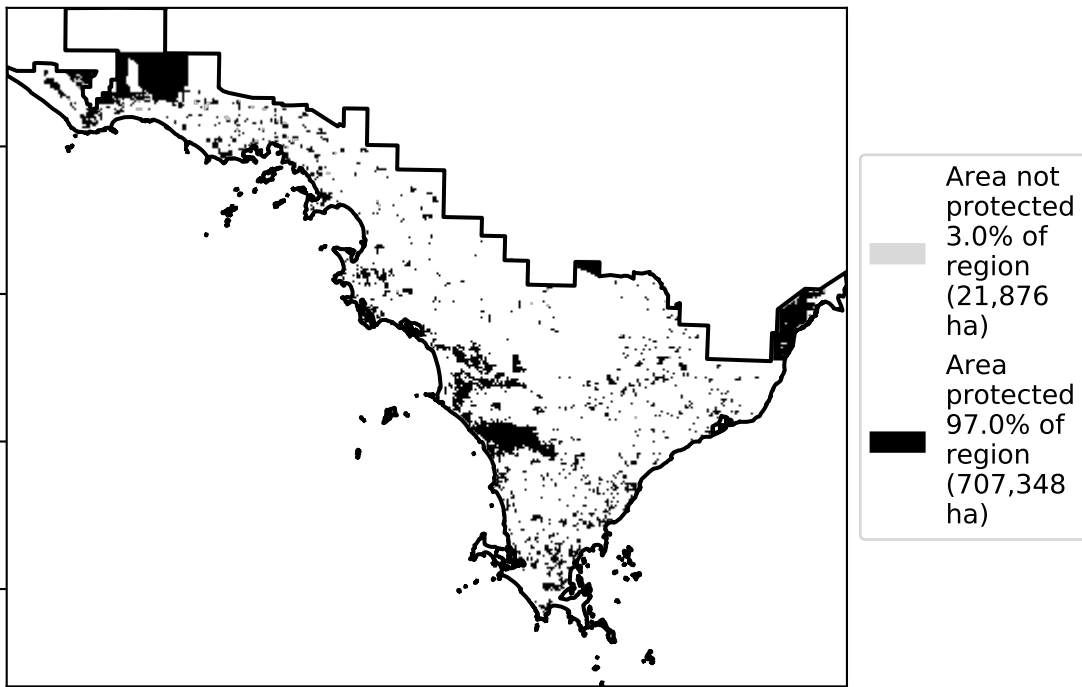 Area not
protected
3.0% of
region
(21,876
ha)
Area
protected
97.0% of
region
(707,348
ha)